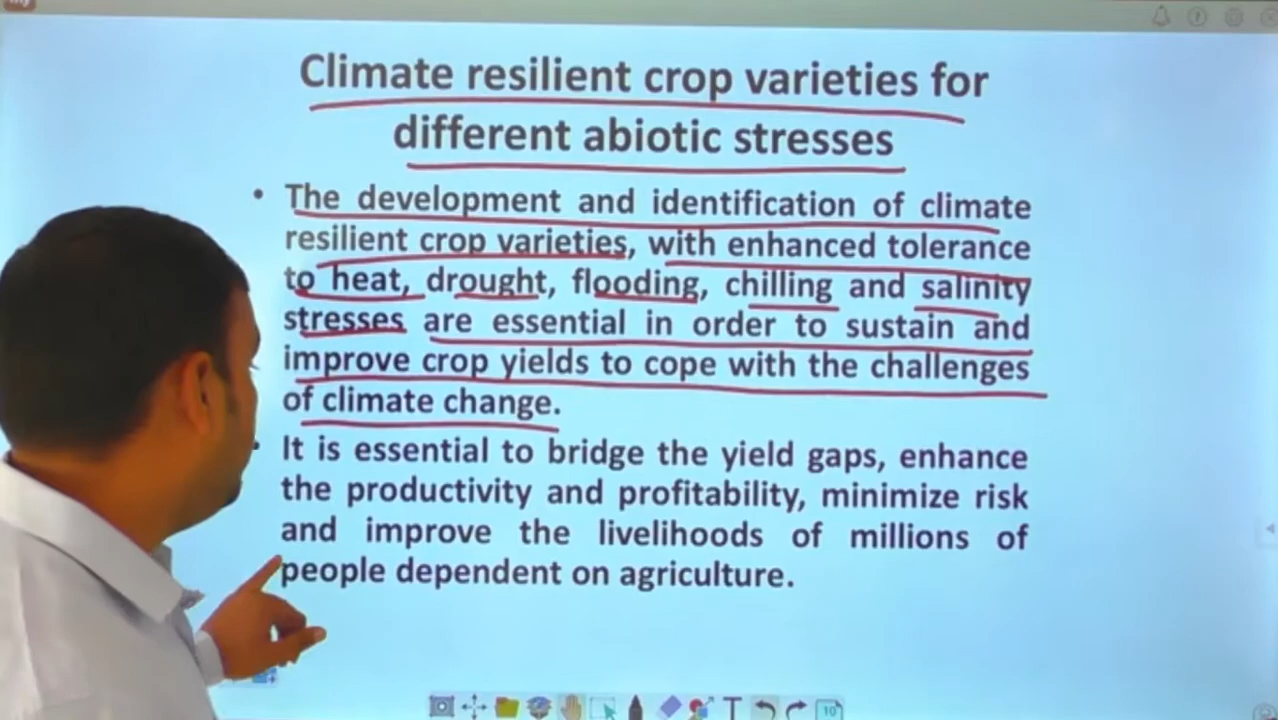 Climate resilient crop varieties for
different abiotic stresses
• The development and identification of climate
resilient crop varieties, with enhanced tolerance
to heat, drought, flooding, chilling and salinity
stresses are essential in order to sustain and
improve crop yields to cope with the challenges
of climate change.
• It is essential to bridge the yield gaps, enhance
the productivity and profitability, minimize risk
and improve the livelihoods of millions of
people dependent on agriculture.
T 10